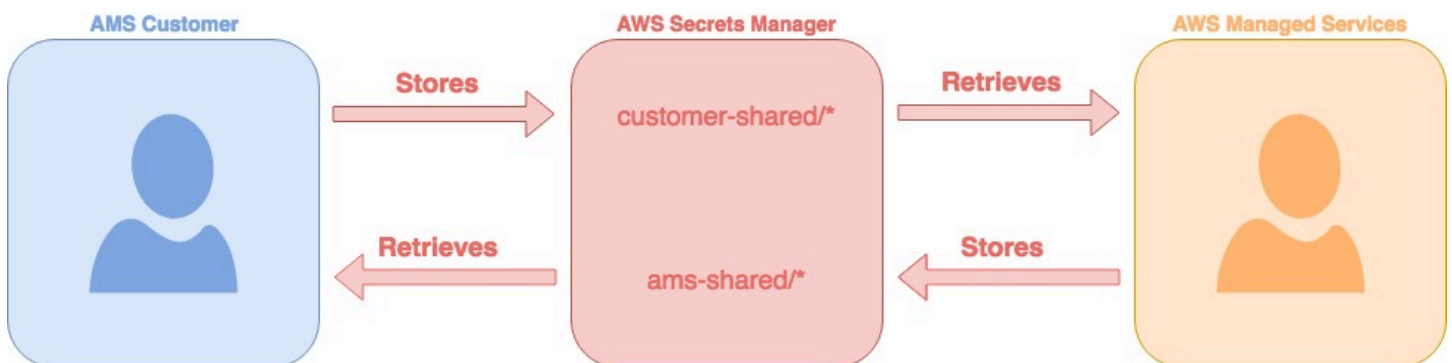 AMS Customer
AWS Secrets Manager
AWS Managed Services
Stores
customer-shared/*
Retrieves
Retrieves
ams-shared/*
Stores